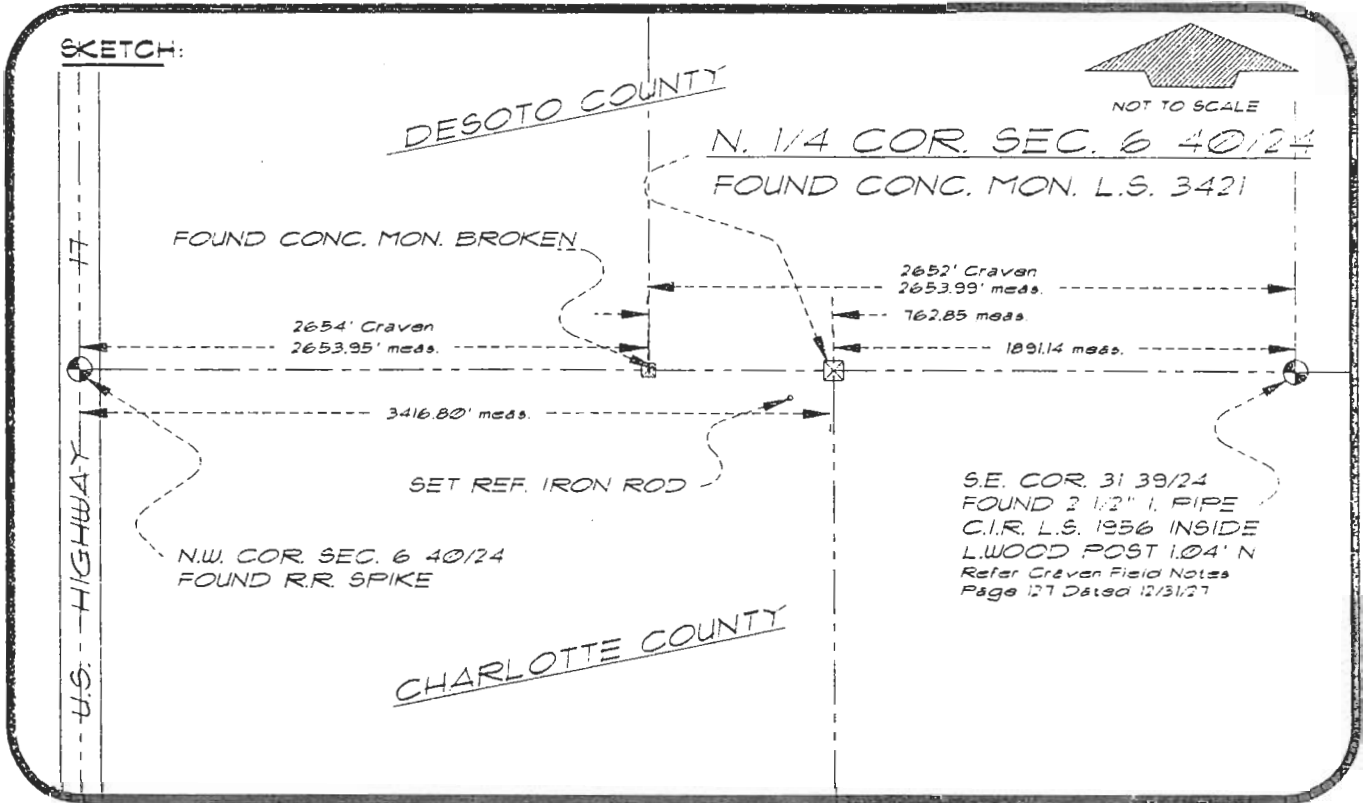 SKETCH:
DESOTO COUNTY
NOT TO SCALE
N. 1/4 COR. SEC. 6 40/24
FOUND CONC. MON. L.S. 3421
FOUND CONC. MON. BROKEN
2652' Craven
2653.99' meas.
762.85 meas.
2654' Craven
2653.95' meas.
1891.14 meas.
3416.80' meas.
SET REF. IRON ROD
U.S. HIGHWAY 17
N.W. COR. SEC. 6 40/24
FOUND R.R. SPIKE
S.E. COR. 31 39/24
FOUND 2 1/2" I. PIPE
C.I.R. L.S. 1956 INSIDE
L.WOOD POST 1.04' N
Refer Craven Field Notes
Page 127 Dated 12/31/27
CHARLOTTE COUNTY